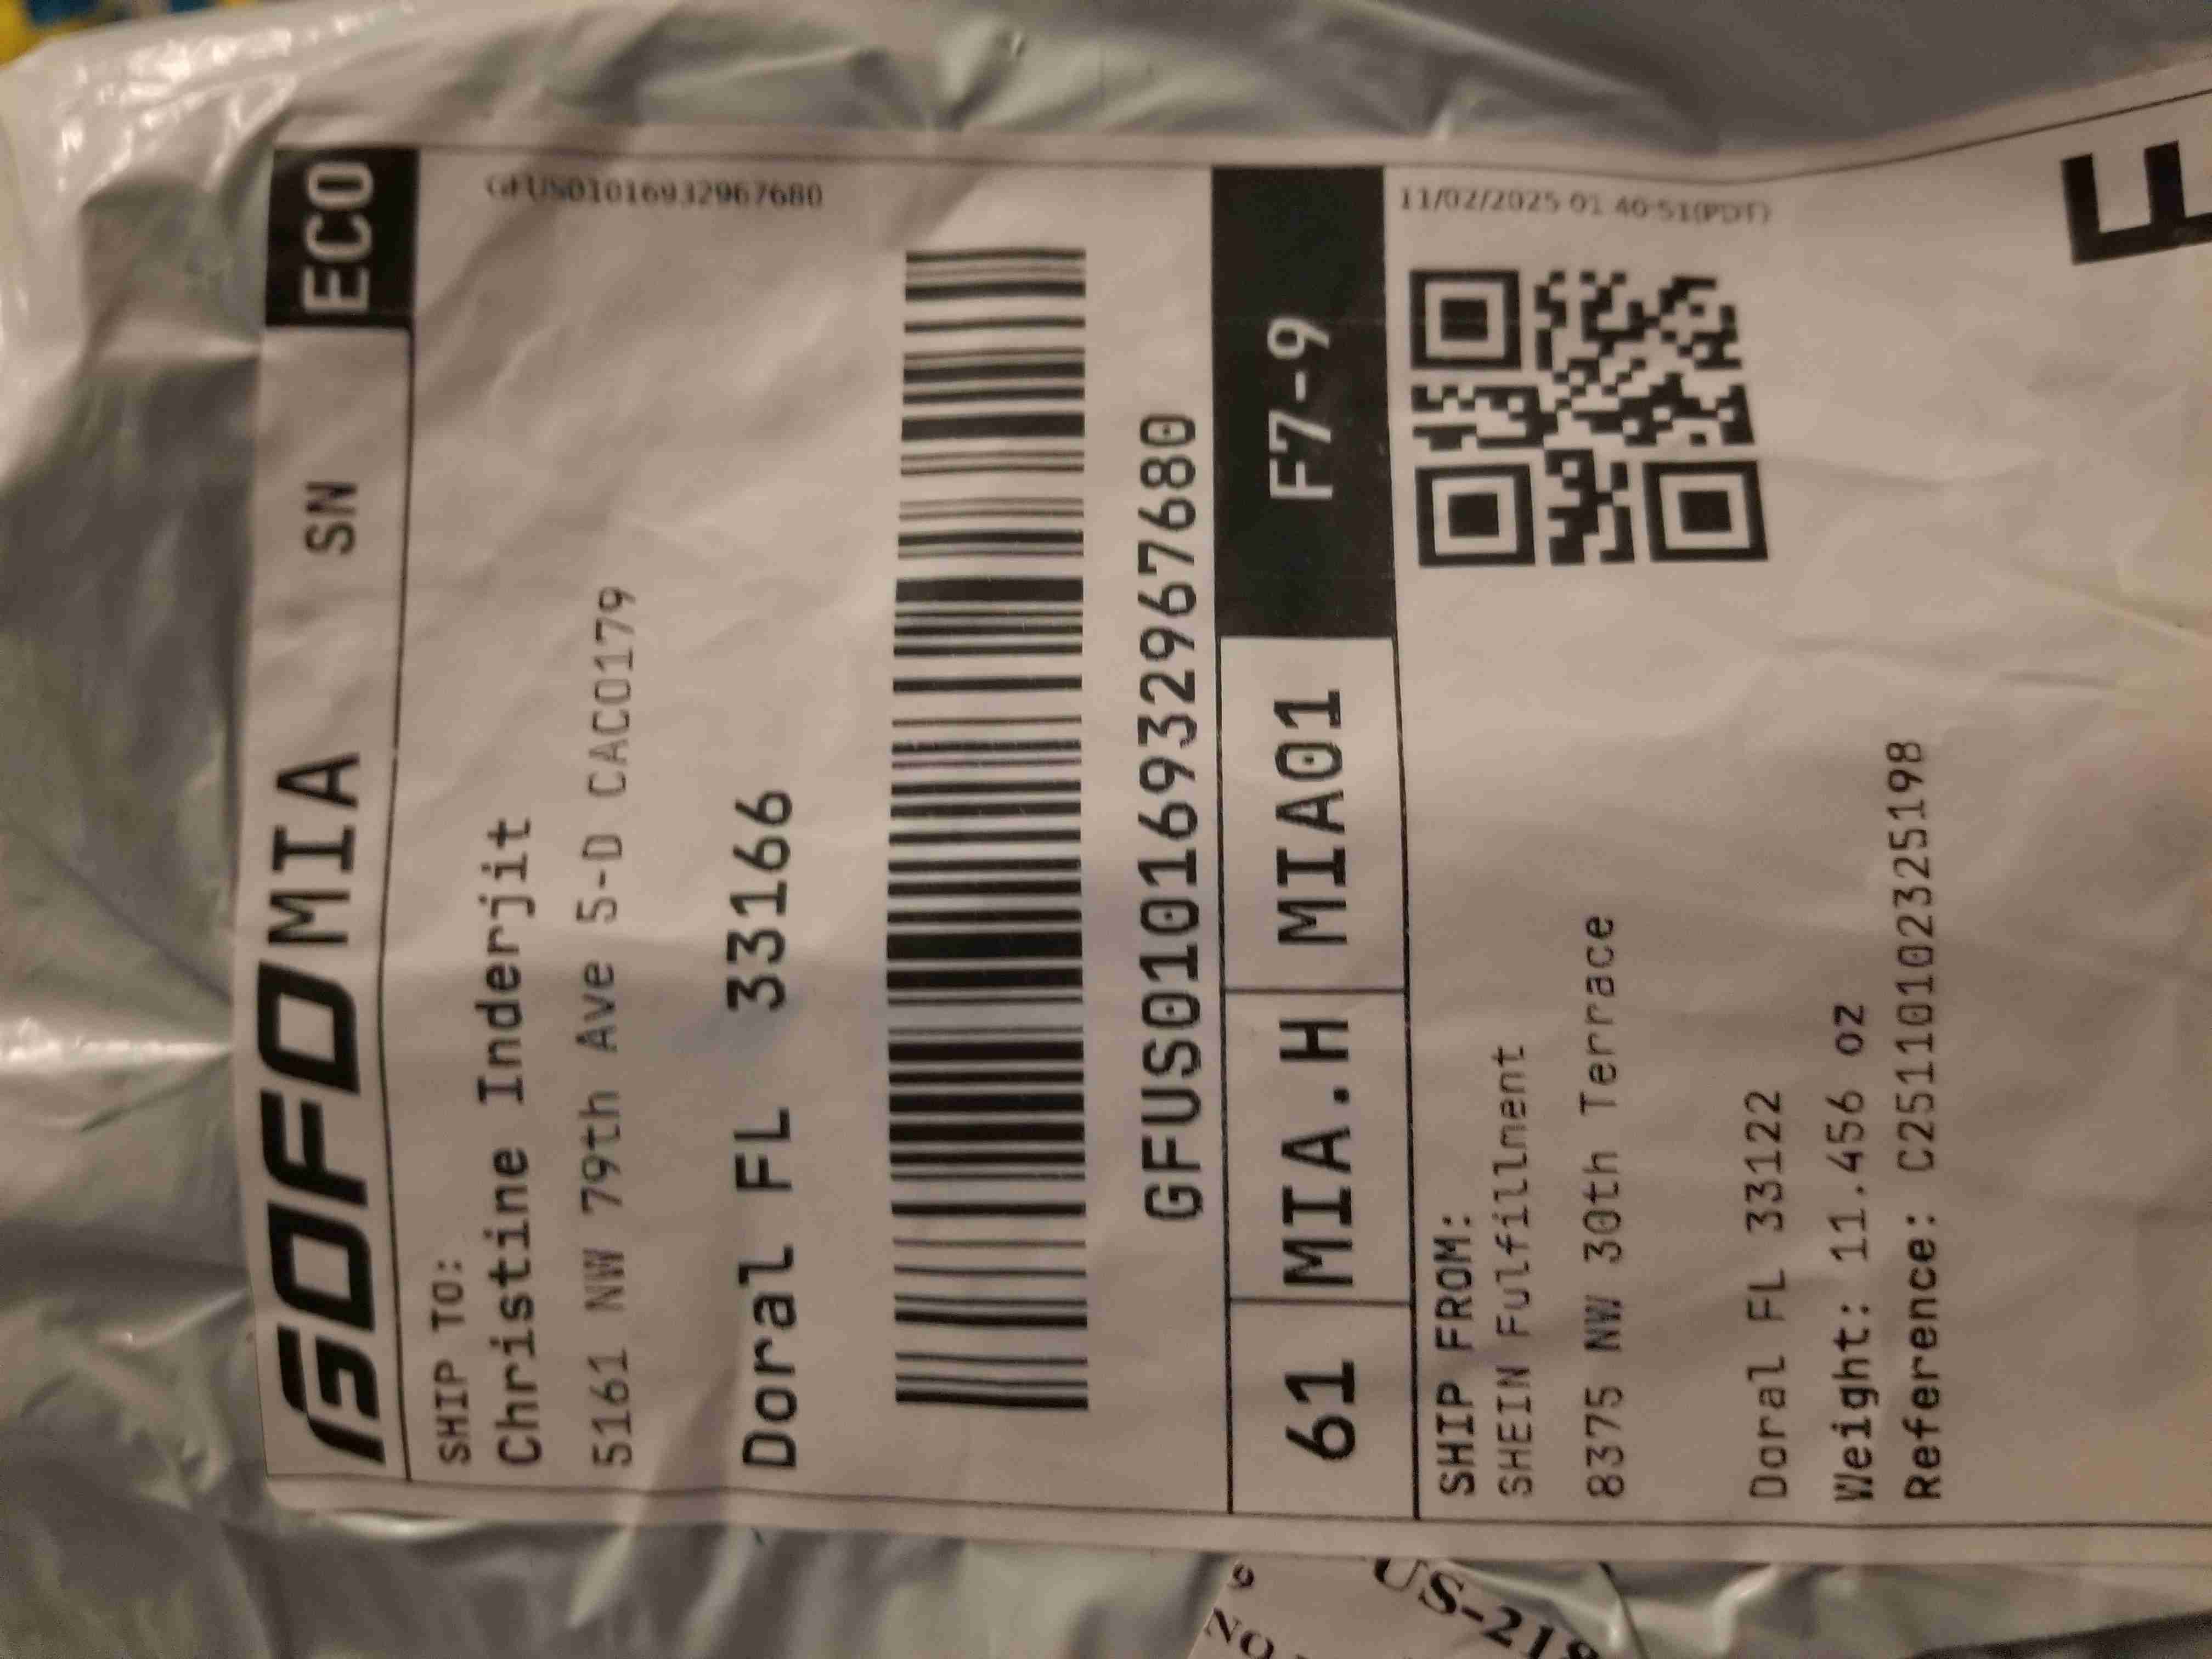 GOFO MIA SN ECO
GFUS01016932967680
SHIP TO:
Christine Inderjit
5161 NW 79th Ave 5-D CAC0179
Doral FL 33166
GFUS01016932967680
61 MIA.H MIA01 F7-9
11/02/2025 01:40:51(PDT)
SHIP FROM:
SHEIN Fulfillment
8375 NW 30th Terrace
Doral FL 33122
Weight: 11.456 oz
Reference: C25110102325198
NO